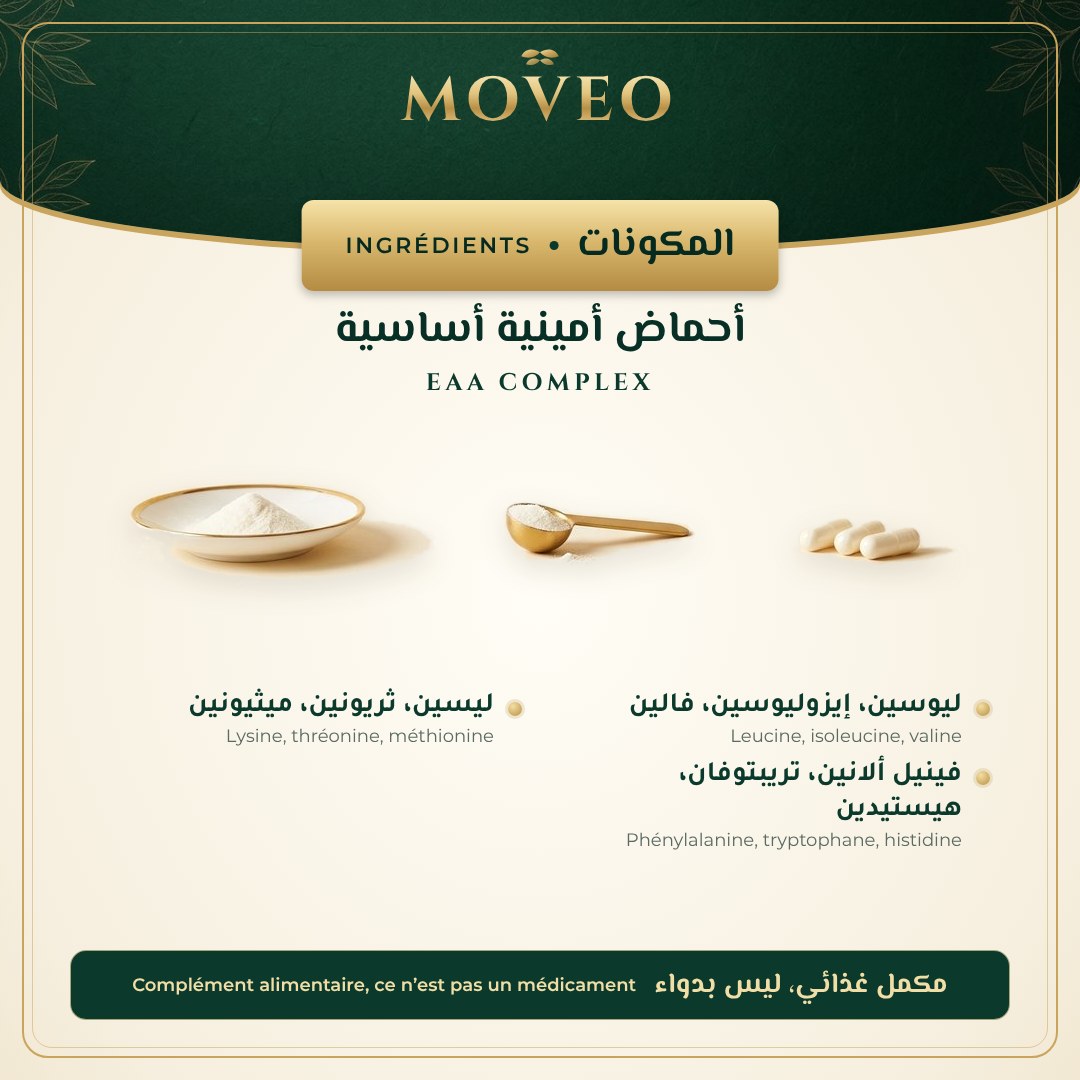 MOVEO
المكونات • INGRÉDIENTS
أحماض أمينية أساسية
EAA COMPLEX
ليوسين، إيزوليوسين، فالين
Leucine, isoleucine, valine
ليسين، ثريونين، ميثيونين
Lysine, thréonine, méthionine
فينيل ألانين، تريبتوفان،
هيستيدين
Phénylalanine, tryptophane, histidine
مكمل غذائي، ليس بدواء Complément alimentaire, ce n’est pas un médicament